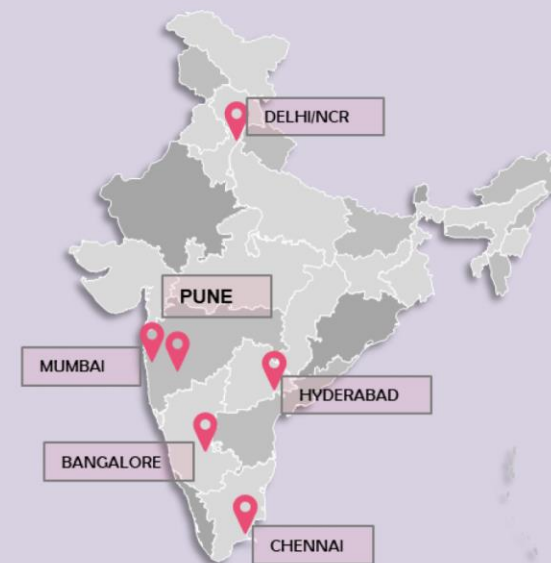 DELHI/NCR
PUNE
MUMBAI
HYDERABAD
BANGALORE
CHENNAI